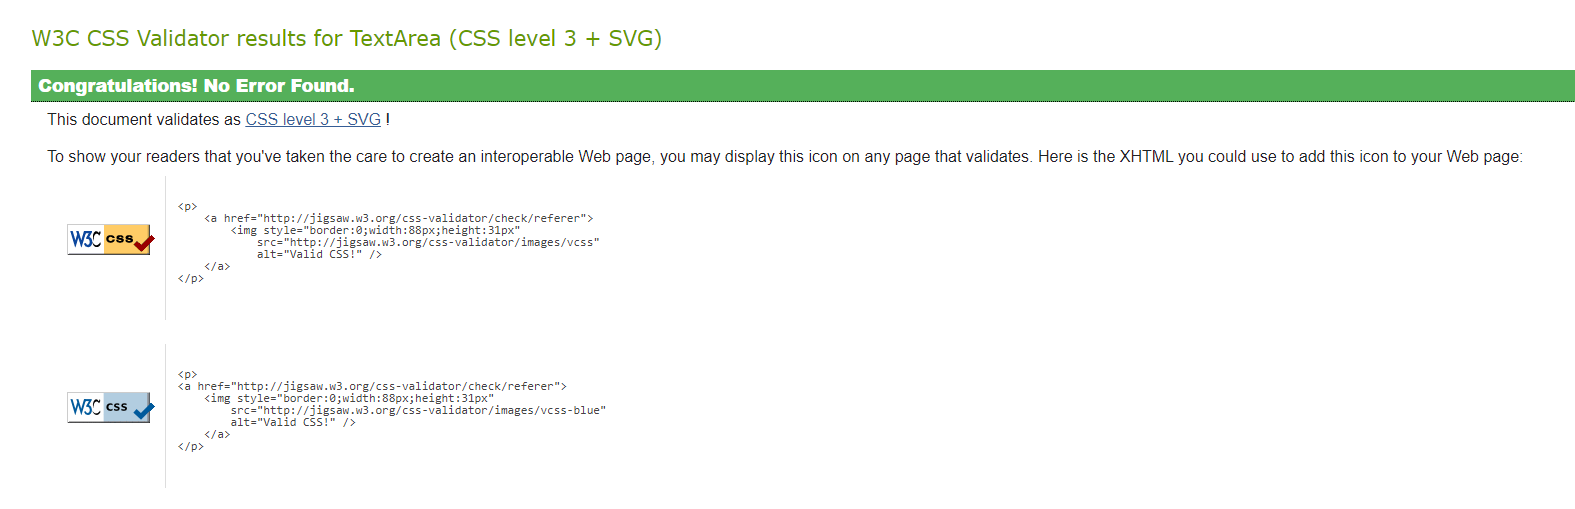 W3C CSS Validator results for TextArea (CSS level 3 + SVG)
Congratulations! No Error Found.
This document validates as CSS level 3 + SVG !
To show your readers that you've taken the care to create an interoperable Web page, you may display this icon on any page that validates. Here is the XHTML you could use to add this icon to your Web page:
W3C css
<p>
    <a href="http://jigsaw.w3.org/css-validator/check/referer">
        <img style="border:0;width:88px;height:31px"
            src="http://jigsaw.w3.org/css-validator/images/vcss"
            alt="Valid CSS!" />
    </a>
</p>
W3C css
<p>
<a href="http://jigsaw.w3.org/css-validator/check/referer">
    <img style="border:0;width:88px;height:31px"
        src="http://jigsaw.w3.org/css-validator/images/vcss-blue"
        alt="Valid CSS!" />
    </a>
</p>